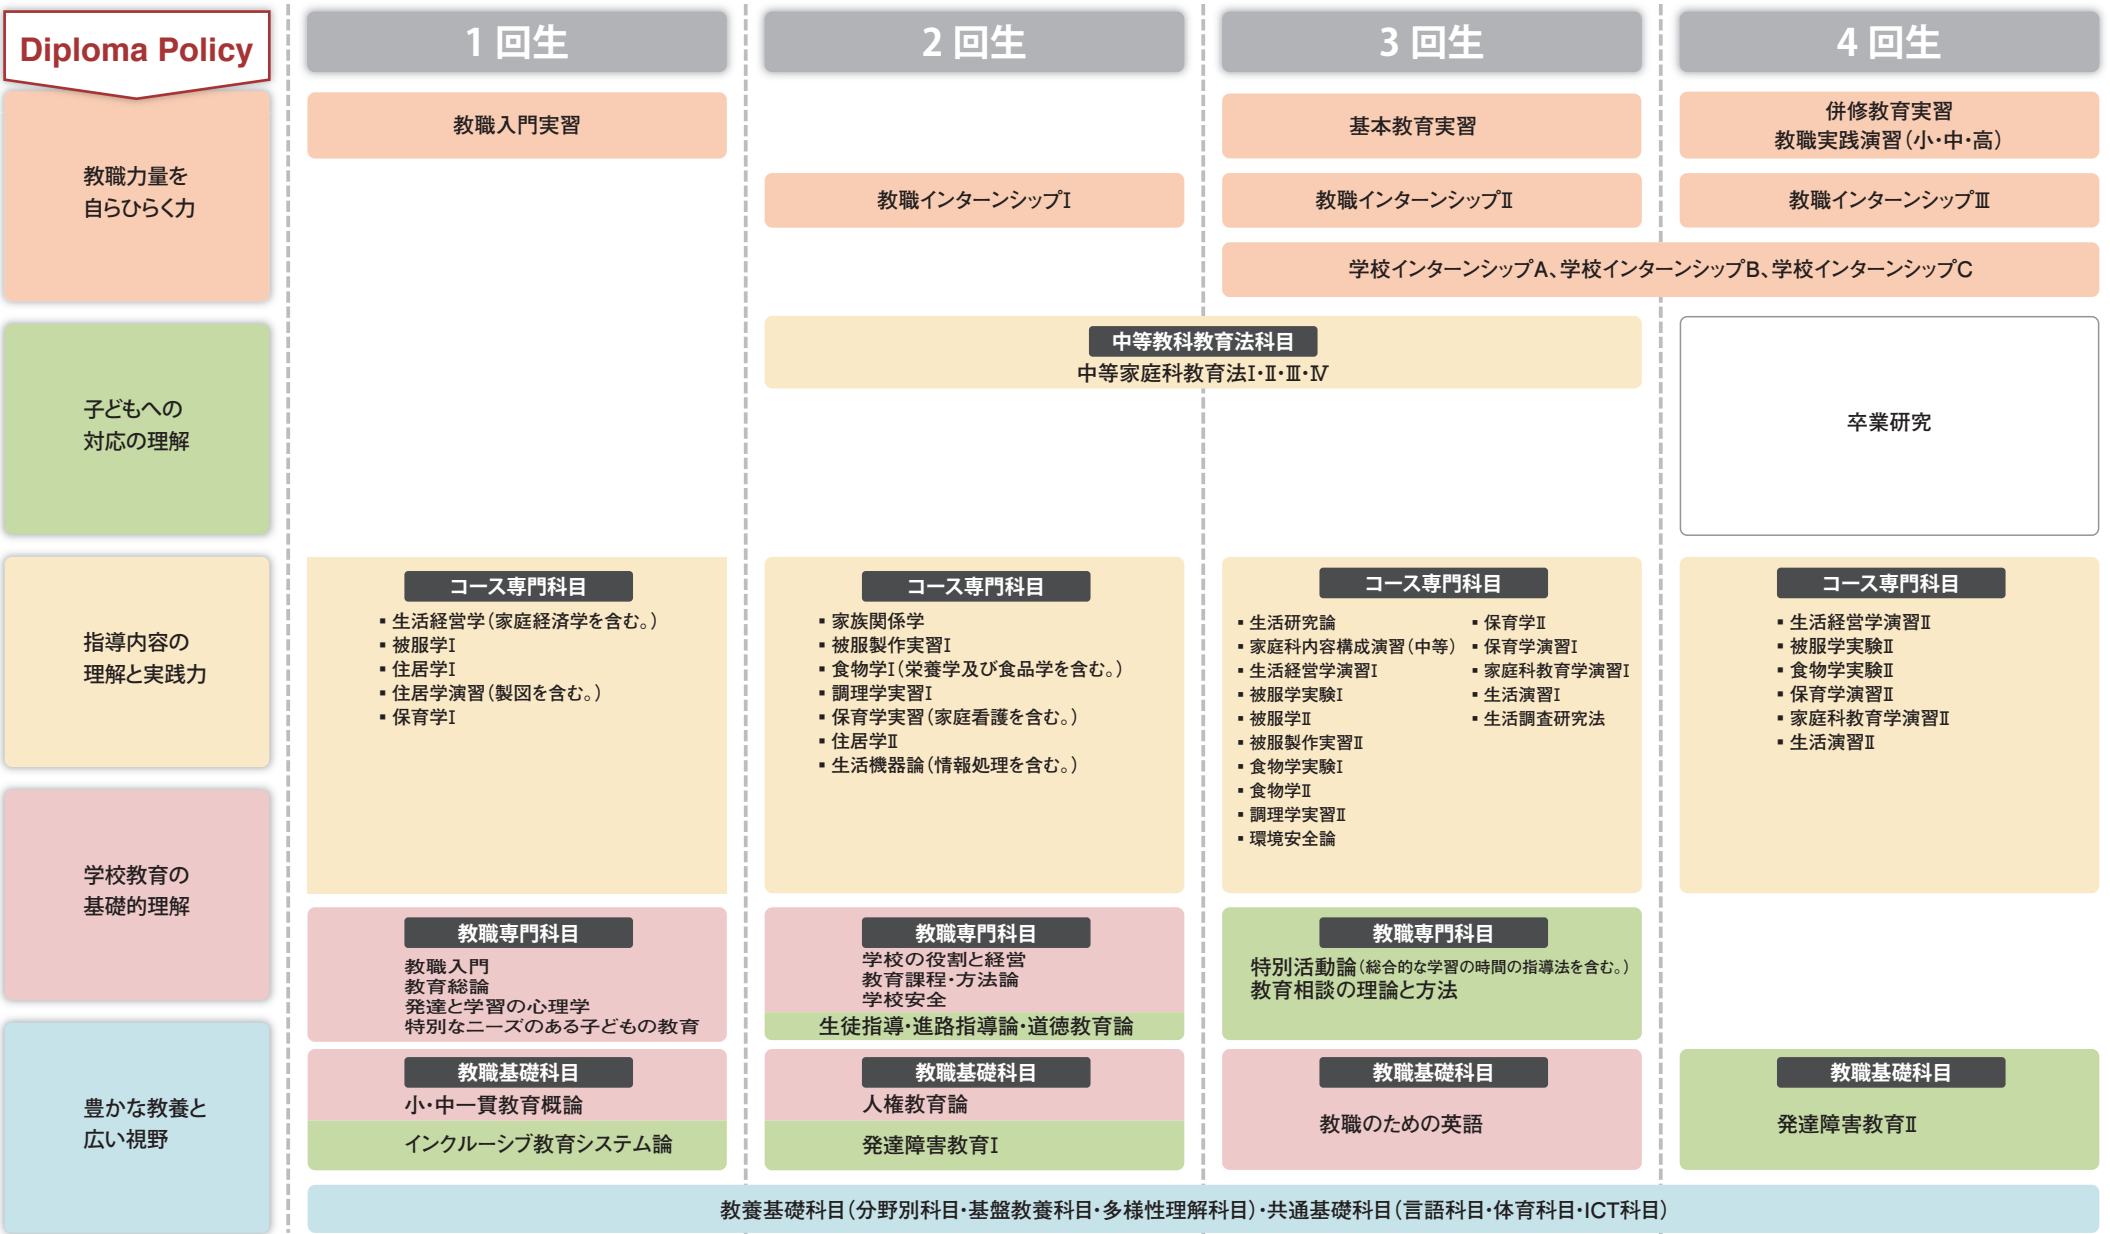 Diploma Policy
1 回生
2 回生
3 回生
4 回生
教職力量を
自らひらく力
教職入門実習
基本教育実習
併修教育実習
教職実践演習(小・中・高)
教職インターンシップⅠ
教職インターンシップⅡ
教職インターンシップⅢ
学校インターンシップA、学校インターンシップB、学校インターンシップC
子どもへの
対応の理解
中等教科教育法科目
中等家庭科教育法Ⅰ・Ⅱ・Ⅲ・Ⅳ
卒業研究
指導内容の
理解と実践力
コース専門科目
▪ 生活経営学(家庭経済学を含む。)
▪ 被服学Ⅰ
▪ 住居学Ⅰ
▪ 住居学演習(製図を含む。)
▪ 保育学Ⅰ
コース専門科目
▪ 家族関係学
▪ 被服製作実習Ⅰ
▪ 食物学Ⅰ(栄養学及び食品学を含む。)
▪ 調理学実習Ⅰ
▪ 保育学実習(家庭看護を含む。)
▪ 住居学Ⅱ
▪ 生活機器論(情報処理を含む。)
コース専門科目
▪ 生活研究論
▪ 家庭科内容構成演習(中等)
▪ 生活経営学演習Ⅰ
▪ 被服学実験Ⅰ
▪ 被服学Ⅱ
▪ 被服製作実習Ⅱ
▪ 食物学実験Ⅰ
▪ 食物学Ⅱ
▪ 調理学実習Ⅱ
▪ 環境安全論
▪ 保育学Ⅱ
▪ 保育学演習Ⅰ
▪ 家庭科教育学演習Ⅰ
▪ 生活演習Ⅰ
▪ 生活調査研究法
コース専門科目
▪ 生活経営学演習Ⅱ
▪ 被服学実験Ⅱ
▪ 食物学実験Ⅱ
▪ 保育学演習Ⅱ
▪ 家庭科教育学演習Ⅱ
▪ 生活演習Ⅱ
学校教育の
基礎的理解
教職専門科目
教職入門
教育総論
発達と学習の心理学
特別なニーズのある子どもの教育
教職専門科目
学校の役割と経営
教育課程・方法論
学校安全
生徒指導・進路指導論・道徳教育論
教職専門科目
特別活動論(総合的な学習の時間の指導法を含む。)
教育相談の理論と方法
豊かな教養と
広い視野
教職基礎科目
小・中一貫教育概論
インクルーシブ教育システム論
教職基礎科目
人権教育論
発達障害教育Ⅰ
教職基礎科目
教職のための英語
教職基礎科目
発達障害教育Ⅱ
教養基礎科目(分野別科目・基盤教養科目・多様性理解科目)・共通基礎科目(言語科目・体育科目・ICT科目)